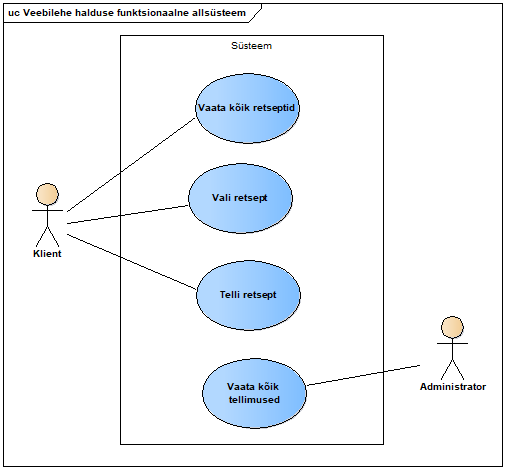 uc Veebilehe halduse funktsionaalne allsüsteem
Süsteem
Vaata kõik retseptid
Vali retsept
Klient
Telli retsept
Vaata kõik
tellimused
Administrator